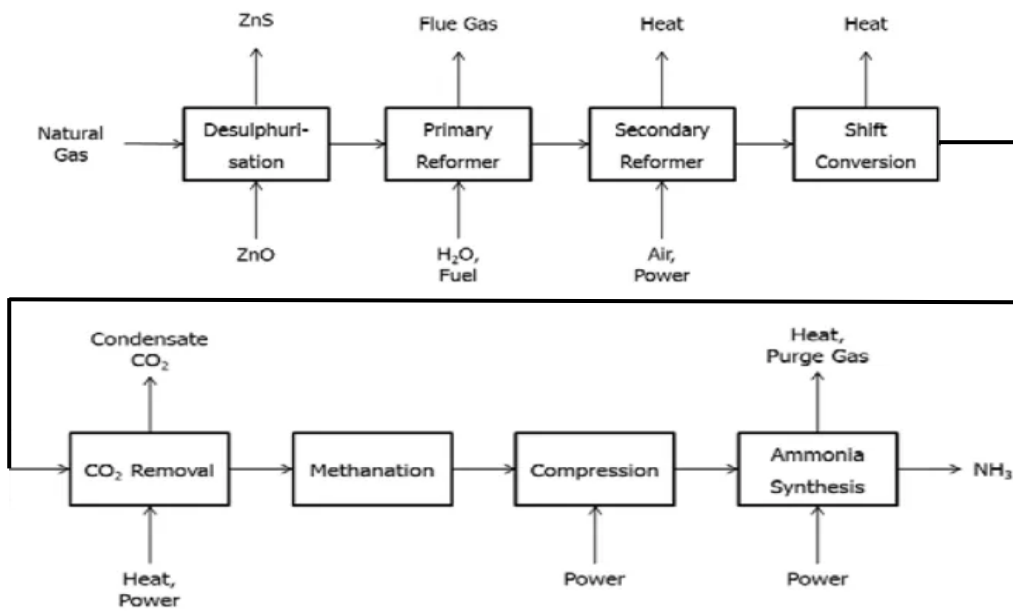 ZnS
Flue Gas
Heat
Heat
Natural
Gas
Desulphuri-
sation
Primary
Reformer
Secondary
Reformer
Shift
Conversion
ZnO
H₂O,
Fuel
Air,
Power
Condensate
CO₂
Heat,
Purge Gas
CO₂ Removal
Methanation
Compression
Ammonia
Synthesis
NH₃
Heat,
Power
Power
Power